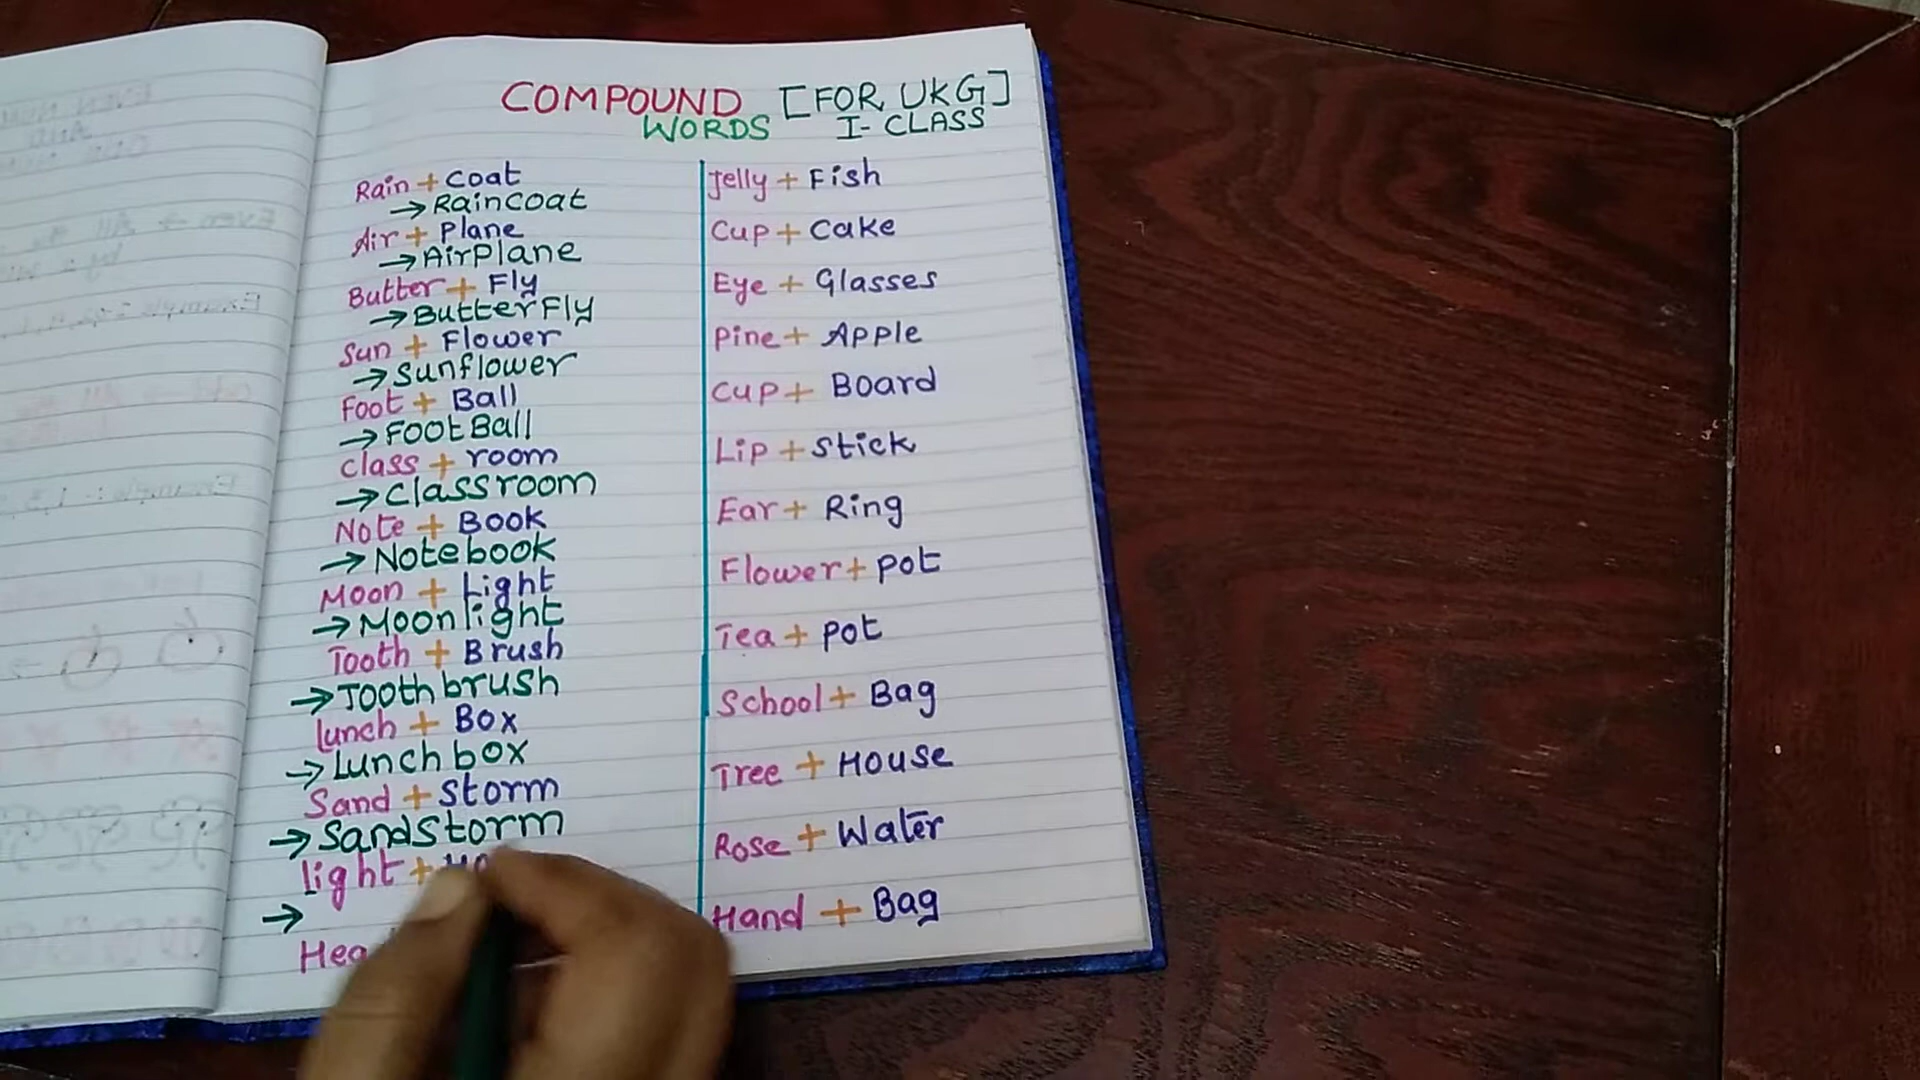 COMPOUND [FOR UKG]
WORDS I- CLASS
Rain + Coat
→ Raincoat
Air + Plane
→ AirPlane
Butter + Fly
→ ButterFly
Sun + Flower
→ Sunflower
Foot + Ball
→ FootBall
Class + room
→ Classroom
Note + Book
→ Notebook
Moon + Light
→ Moonlight
Tooth + Brush
→ Toothbrush
Lunch + Box
→ Lunchbox
Sand + Storm
→ Sandstorm
light +
→
Jelly + Fish
Cup + Cake
Eye + Glasses
Pine + Apple
Cup + Board
Lip + Stick
Ear + Ring
Flower + Pot
Tea + Pot
School + Bag
Tree + House
Rose + Water
Hand + Bag